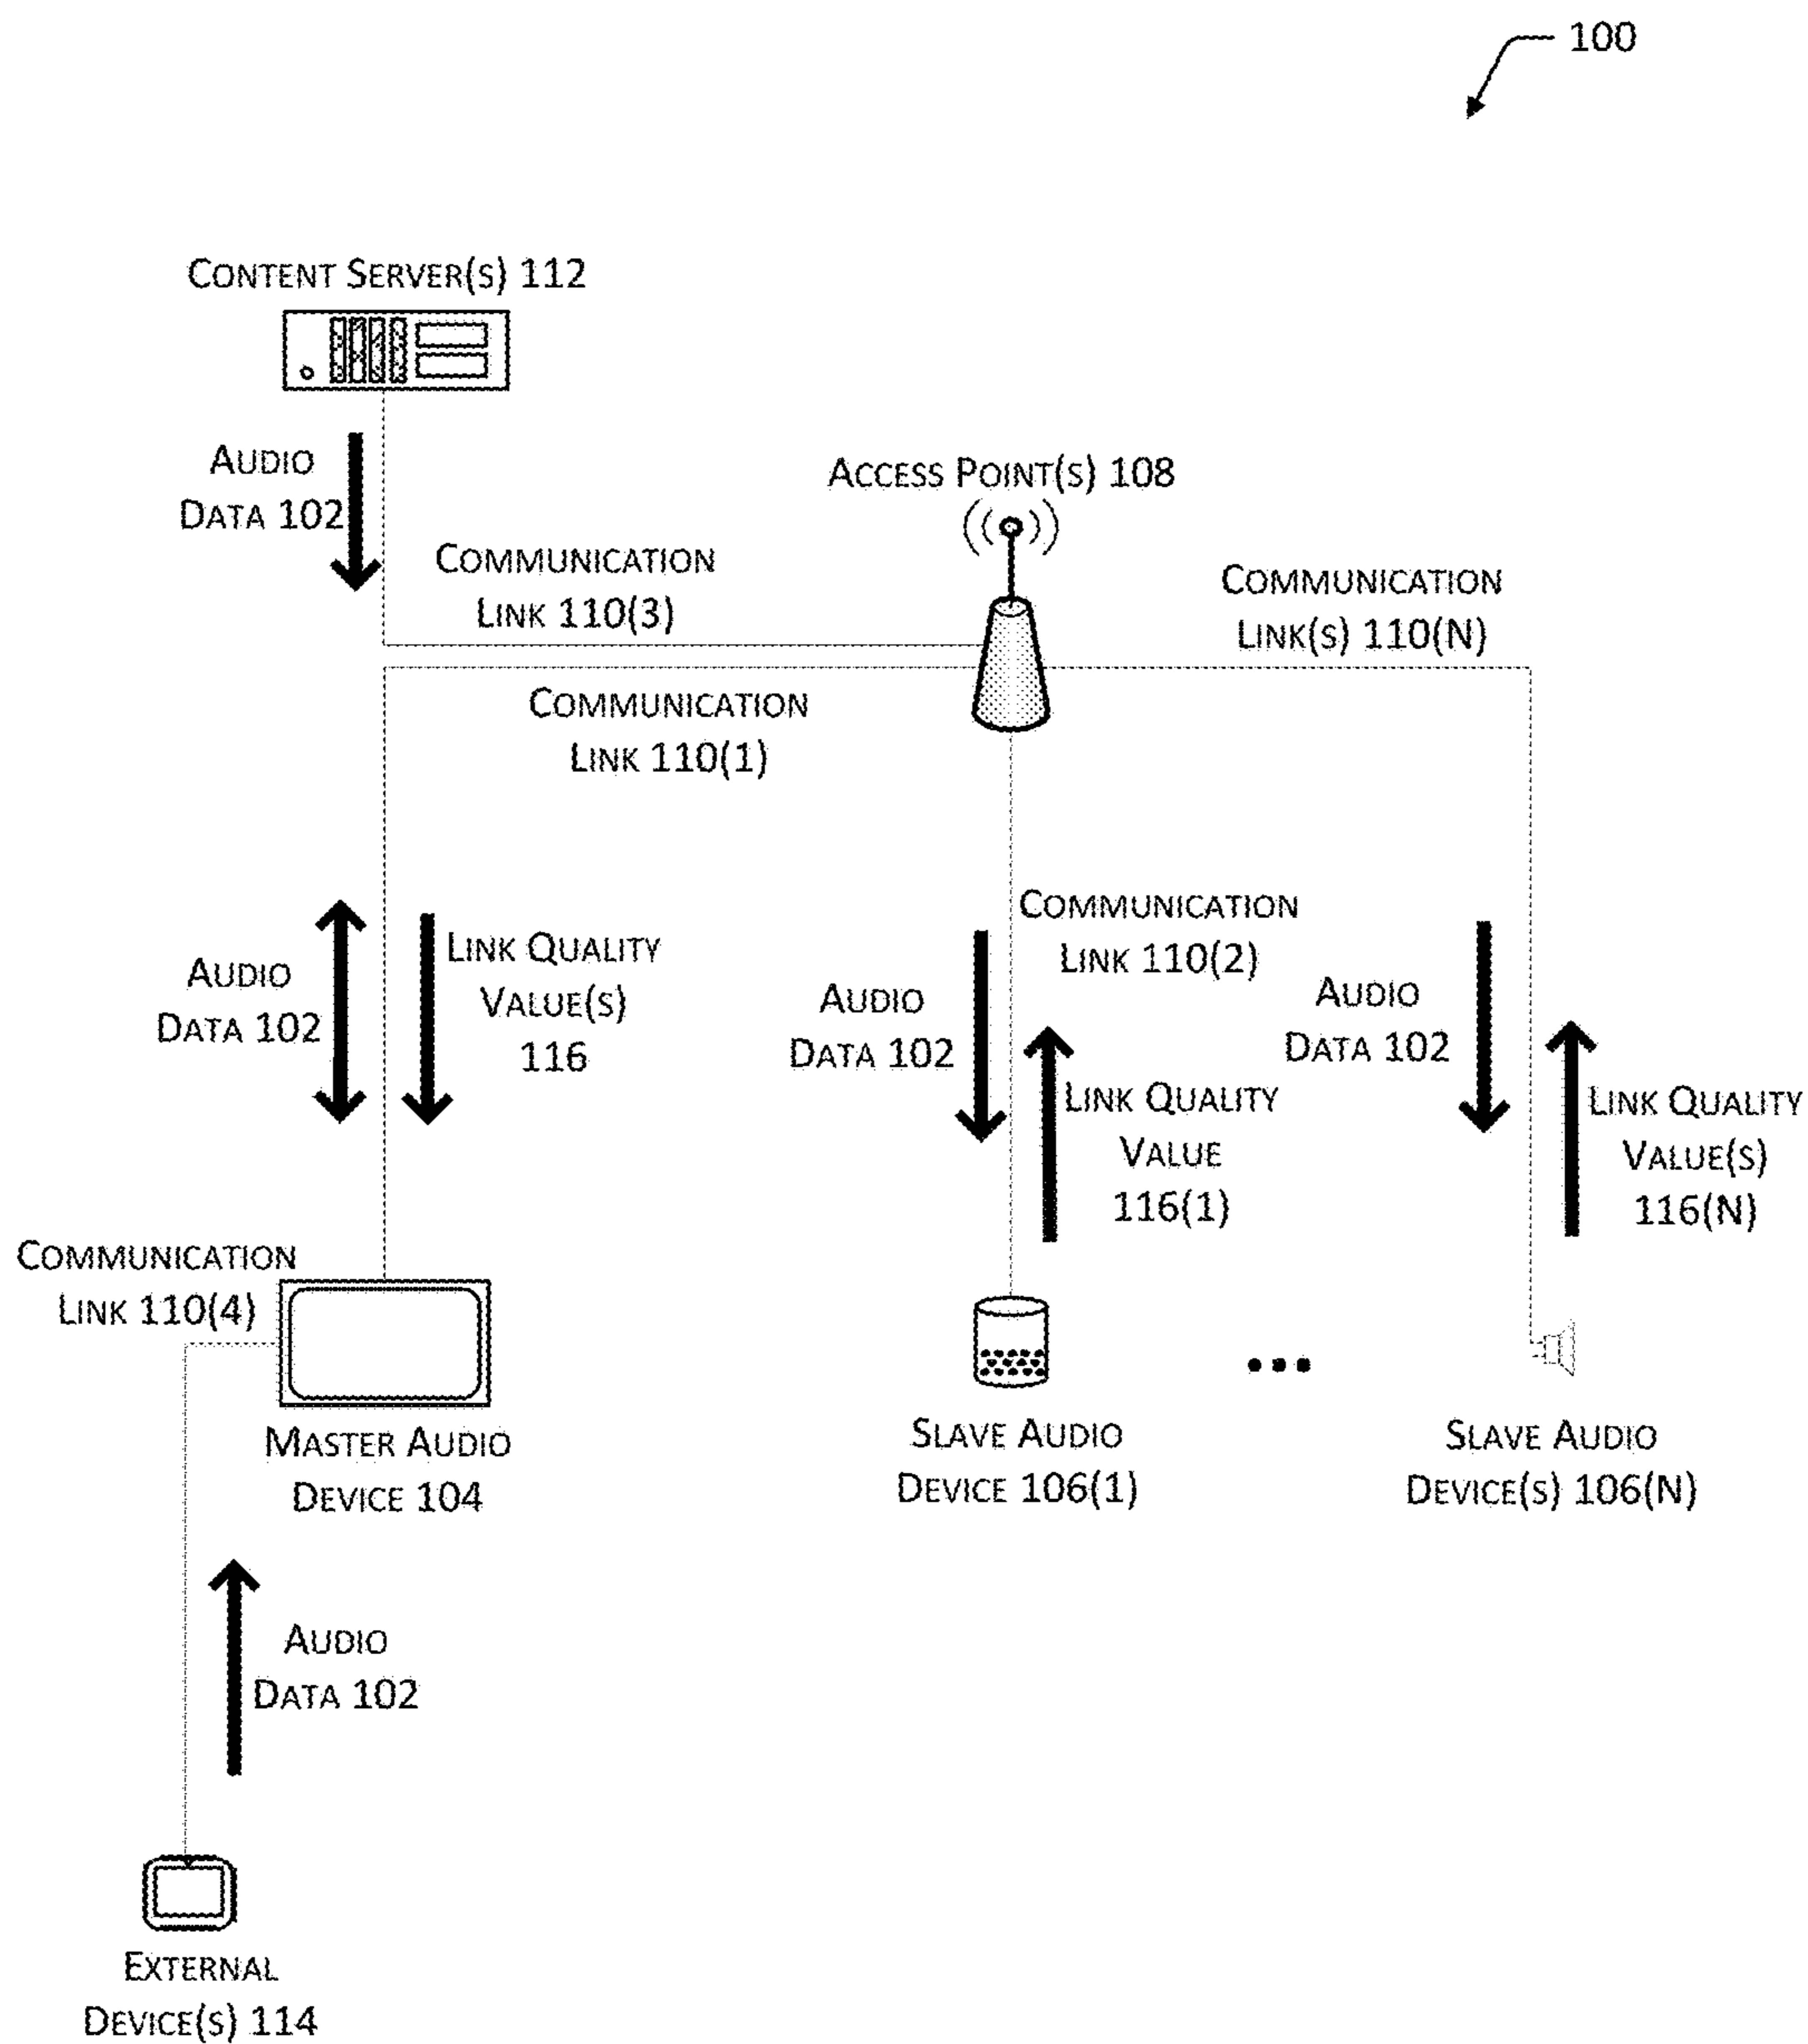 100
CONTENT SERVER(S) 112
AUDIO
DATA 102
ACCESS POINT(S) 108
COMMUNICATION
LINK 110(3)
COMMUNICATION
LINK(S) 110(N)
COMMUNICATION
LINK 110(1)
AUDIO
DATA 102
LINK QUALITY
VALUE(S)
116
COMMUNICATION
LINK 110(2)
AUDIO
DATA 102
LINK QUALITY
VALUE
116(1)
AUDIO
DATA 102
LINK QUALITY
VALUE(S)
116(N)
COMMUNICATION
LINK 110(4)
MASTER AUDIO
DEVICE 104
SLAVE AUDIO
DEVICE 106(1)
SLAVE AUDIO
DEVICE(S) 106(N)
AUDIO
DATA 102
EXTERNAL
DEVICE(S) 114